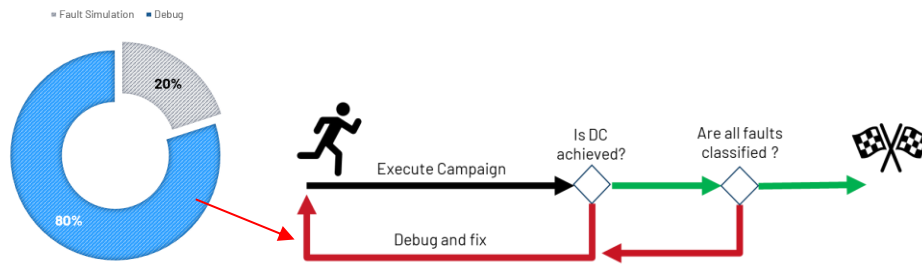 Fault Simulation Debug
20%
80%
Execute Campaign
Is DC
achieved?
Are all faults
classified ?
Debug and fix